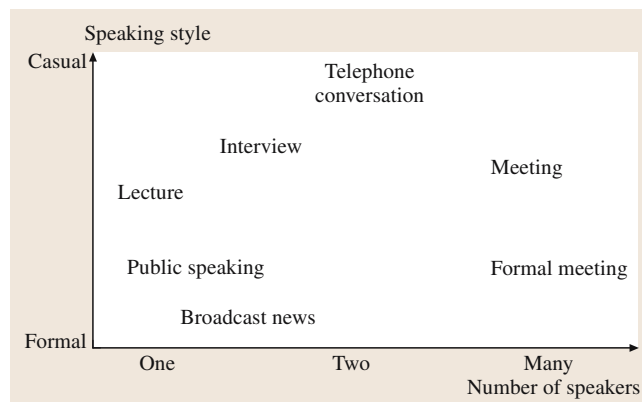 Speaking style
Casual
Telephone
conversation
Interview
Meeting
Lecture
Public speaking
Formal meeting
Broadcast news
Formal
One
Two
Many
Number of speakers